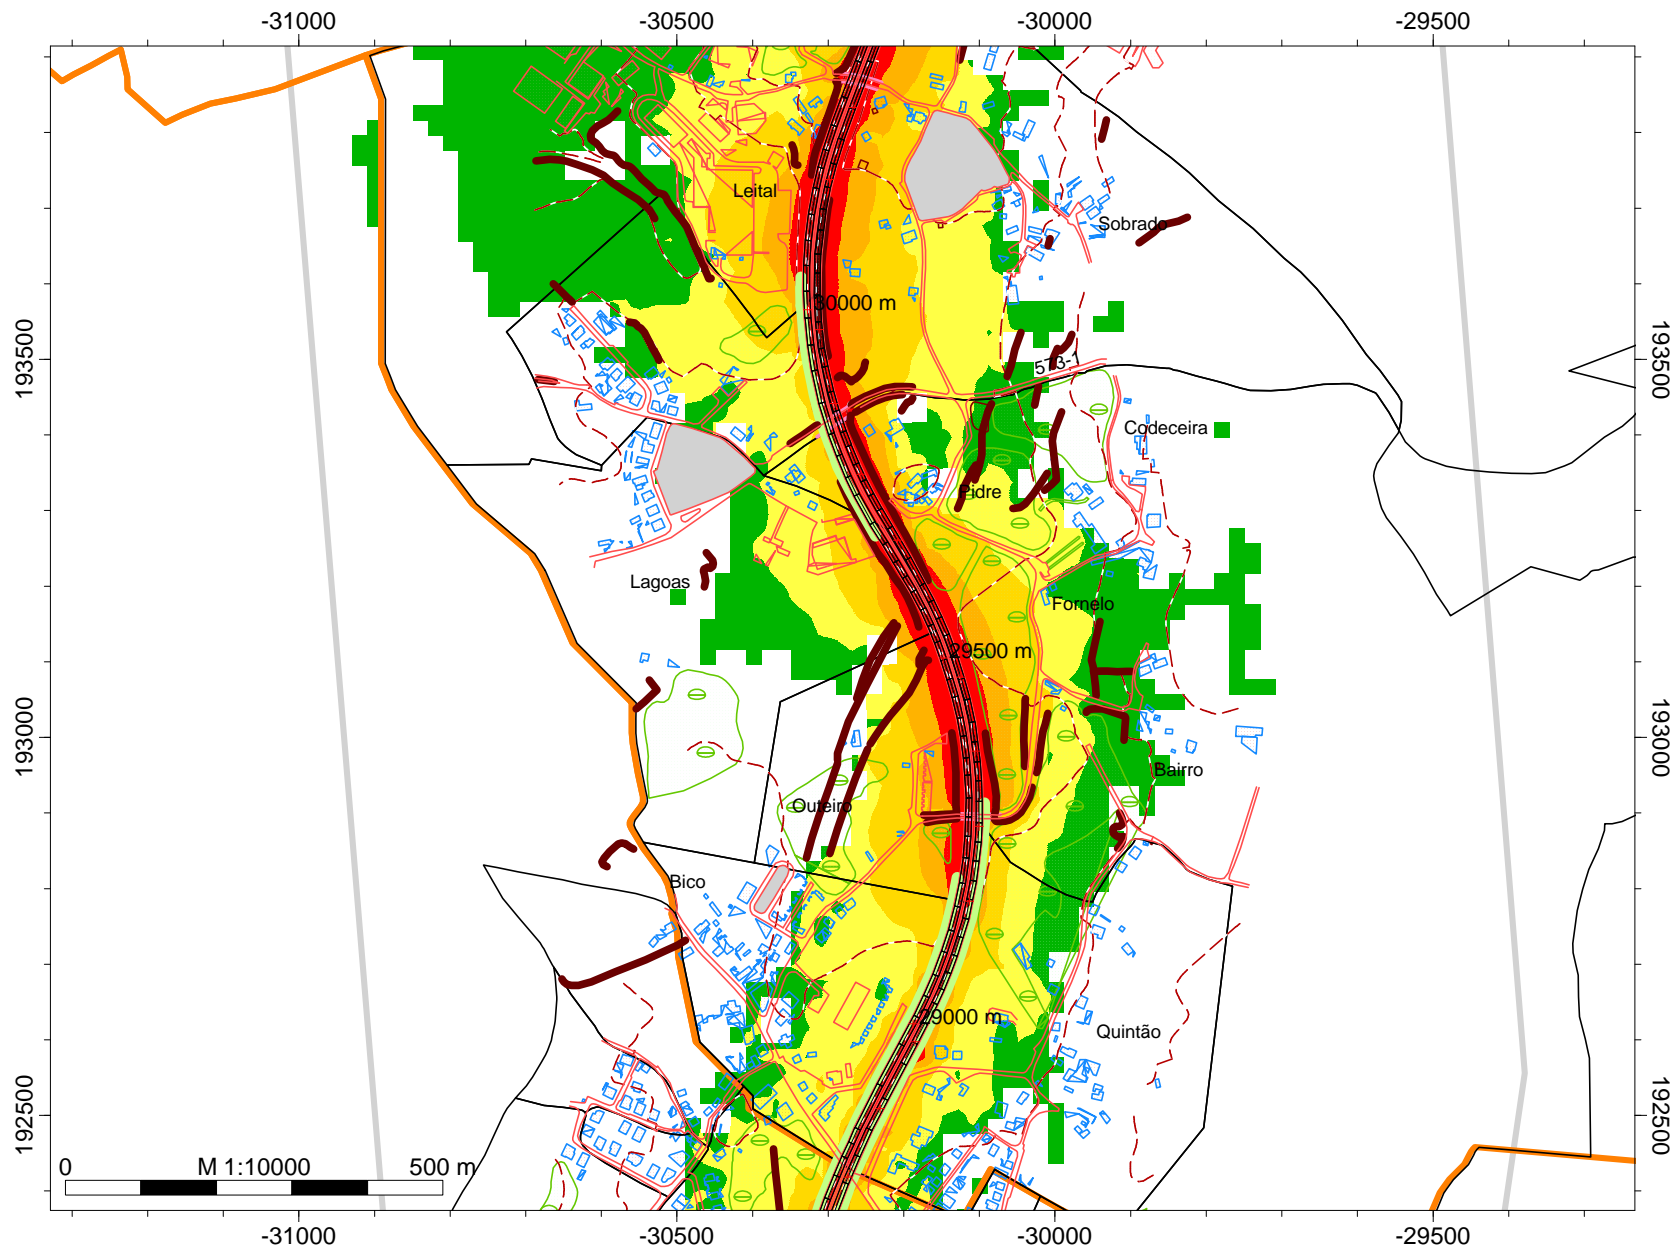 -31000 -30500 -30000 -29500
Leital
Sobrado
30000 m
193500
193500
573-1
Codeceira
Pidre
Lagoas
Fornelo
29500 m
193000
193000
Bairro
Outeiro
Bico
29000 m
Quintão
192500
192500
0 M 1:10000 500 m
-31000 -30500 -30000 -29500